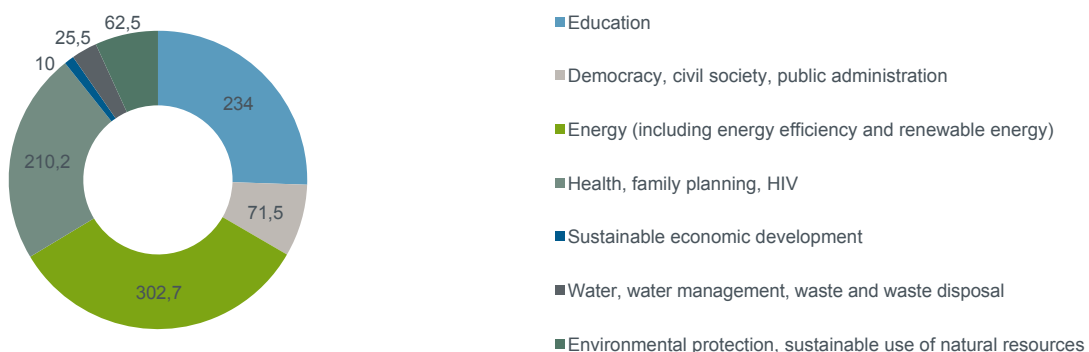 62,5
25,5
10
234
210,2
71,5
302,7
Education
Democracy, civil society, public administration
Energy (including energy efficiency and renewable energy)
Health, family planning, HIV
Sustainable economic development
Water, water management, waste and waste disposal
Environmental protection, sustainable use of natural resources